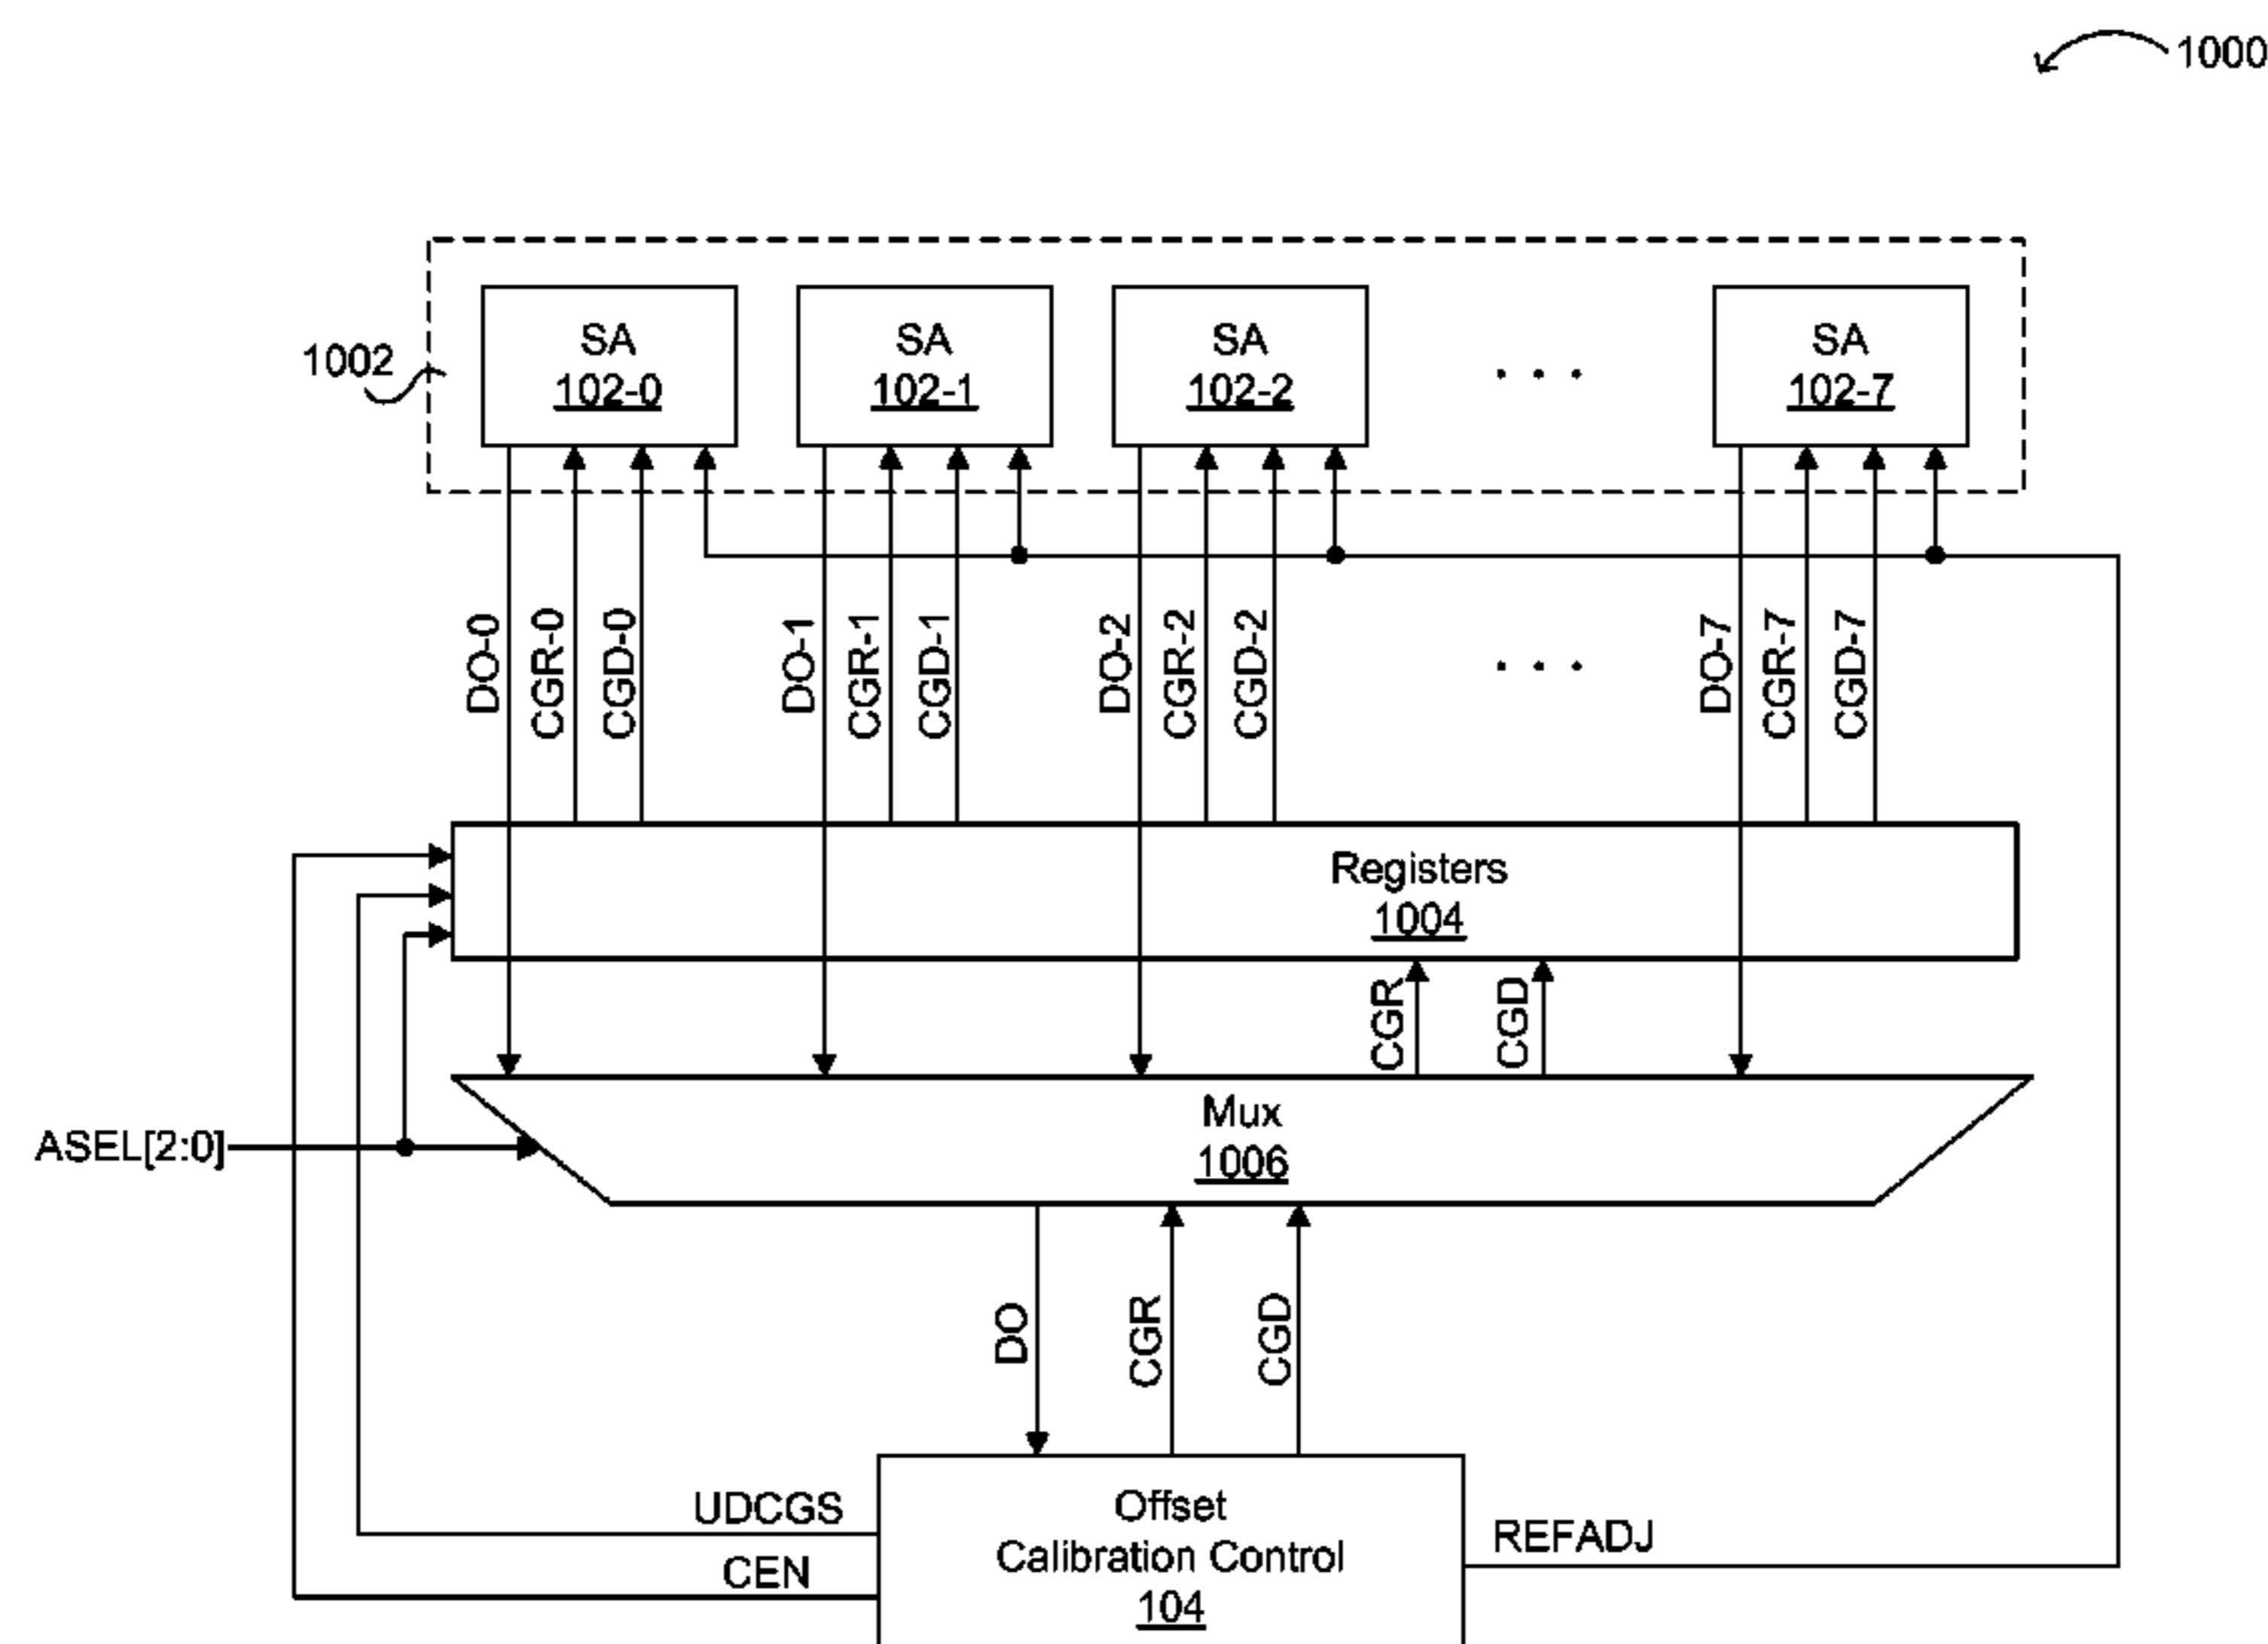 1000
1002
SA
102-0
SA
102-1
SA
102-2
. . .
SA
102-7
DO-0
CGR-0
CGD-0
DO-1
CGR-1
CGD-1
DO-2
CGR-2
CGD-2
. . .
DO-7
CGR-7
CGD-7
Registers
1004
CGR
CGD
ASEL[2:0]
Mux
1006
DO
CGR
CGD
UDCGS
CEN
Offset
Calibration Control
104
REFADJ